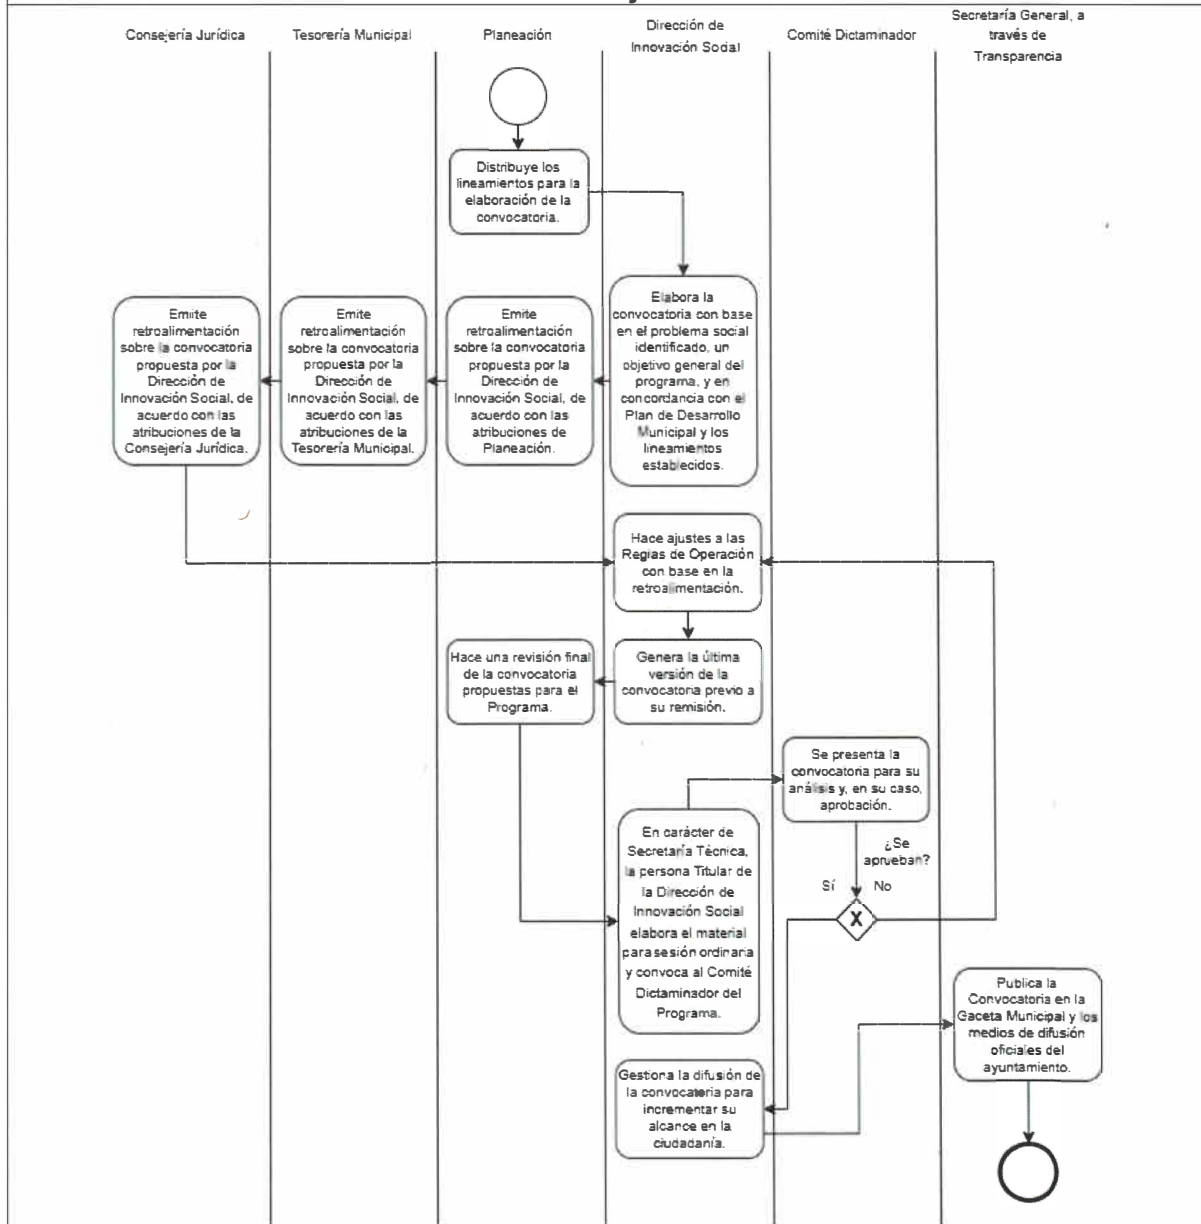 Consejería Jurídica
Tesorería Municipal
Planeación
Dirección de
Innovación Social
Comité Dictaminador
Secretaría General, a
través de
Transparencia
Distribuye los
lineamientos para la
elaboración de la
convocatoria.
Emite
retroalimentación
sobre la convocatoria
propuesta por la
Dirección de
Innovación Social, de
acuerdo con las
atribuciones de la
Consejería Jurídica.
Emite
retroalimentación
sobre la convocatoria
propuesta por la
Dirección de
Innovación Social, de
acuerdo con las
atribuciones de la
Tesorería Municipal.
Emite
retroalimentación
sobre la convocatoria
propuesta por la
Dirección de
Innovación Social, de
acuerdo con las
atribuciones de
Planeación.
Elabora la
convocatoria con base
en el problema social
identificado, un
objetivo general del
programa, y en
concordancia con el
Plan de Desarrollo
Municipal y los
lineamientos
establecidos.
Hace ajustes a las
Reglas de Operación
con base en la
retroalimentación.
Hace una revisión final
de la convocatoria
propuestas para el
Programa.
Genera la última
versión de la
convocatoria previo a
su remisión.
Se presenta la
convocatoria para su
análisis y, en su caso,
aprobación.
En carácter de
Secretaría Técnica,
la persona Titular de
la Dirección de
Innovación Social
elabora el material
para sesión ordinaria
y convoca al Comité
Dictaminador del
Programa.
¿Se
aprueban?
Sí
No
X
Publica la
Convocatoria en la
Gaceta Municipal y los
medios de difusión
oficiales del
ayuntamiento.
Gestiona la difusión de
la convocatoria para
incrementar su
alcance en la
ciudadanía.